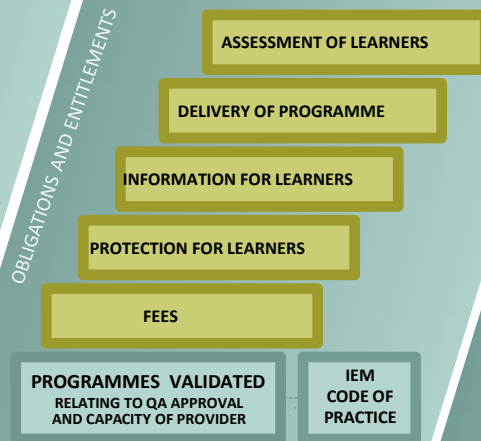 ASSESSMENT OF LEARNERS
DELIVERY OF PROGRAMME
INFORMATION FOR LEARNERS
PROTECTION FOR LEARNERS
FEES
OBLIGATIONS AND ENTITLEMENTS
PROGRAMMES VALIDATED
RELATING TO QA APPROVAL
AND CAPACITY OF PROVIDER
IEM
CODE OF
PRACTICE